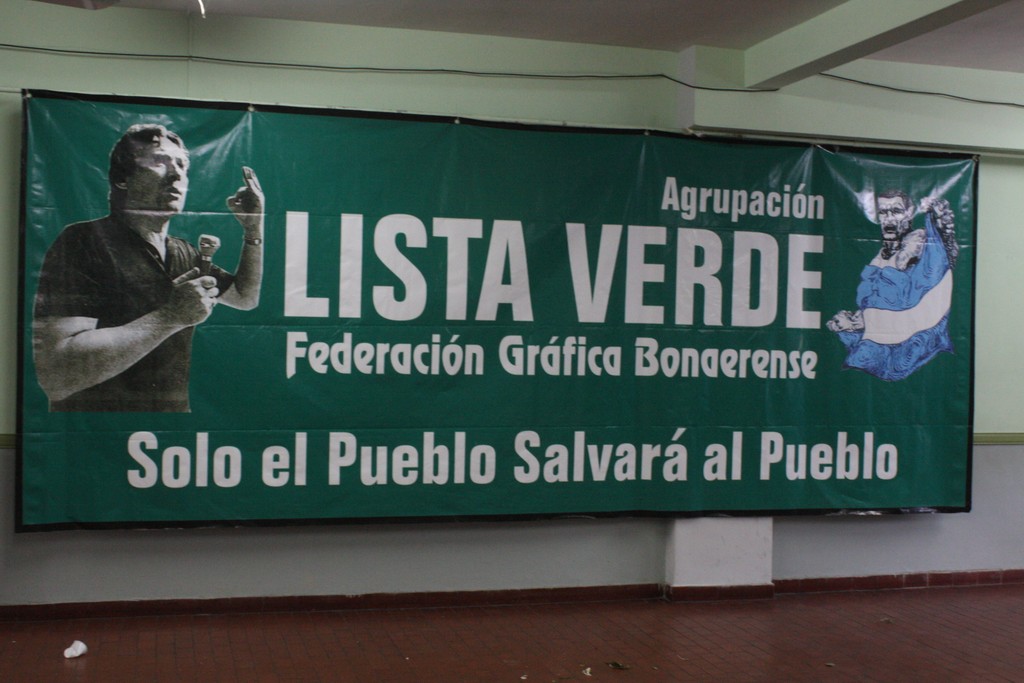 Agrupación
LISTA VERDE
Federación Gráfica Bonaerense
Solo el Pueblo Salvará al Pueblo